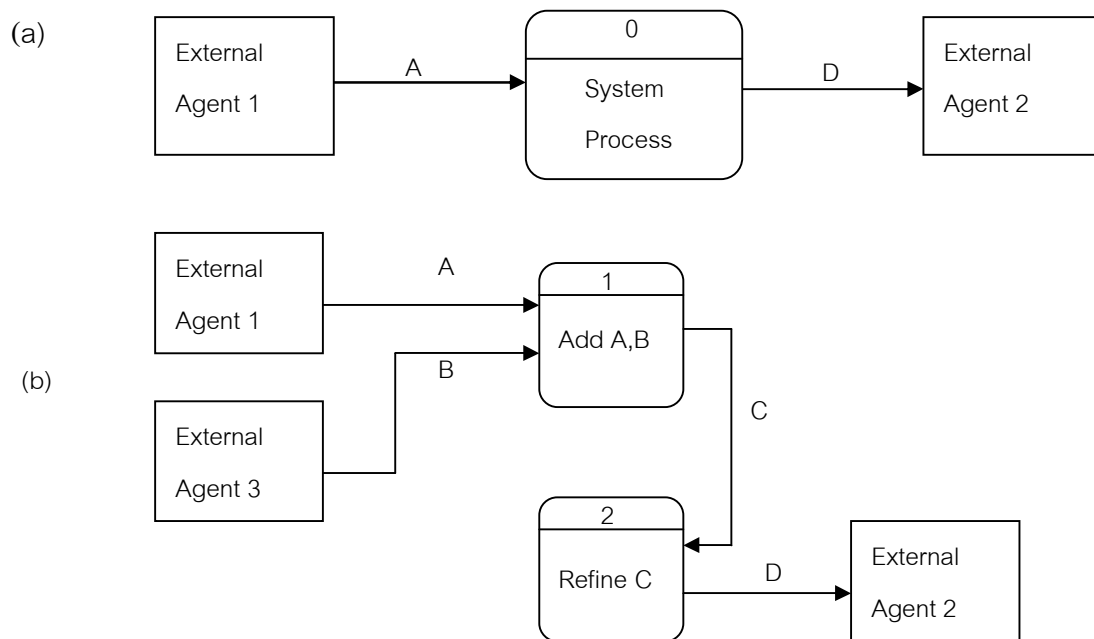 (a)
External
Agent 1
A
0
System
Process
D
External
Agent 2
External
Agent 1
A
1
Add A,B
B
(b)
External
Agent 3
C
2
Refine C
D
External
Agent 2